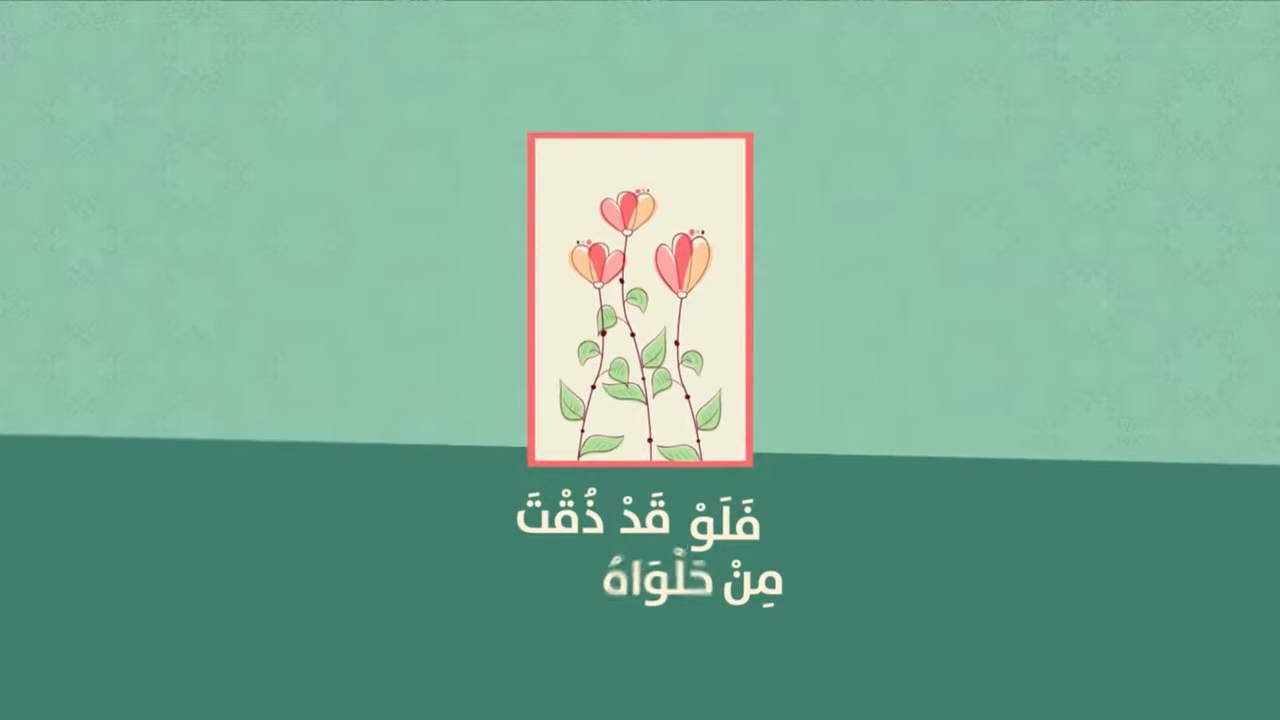 فَلَوْ قَدْ ذُقْتَ
مِنْ حَلْوَاهُ